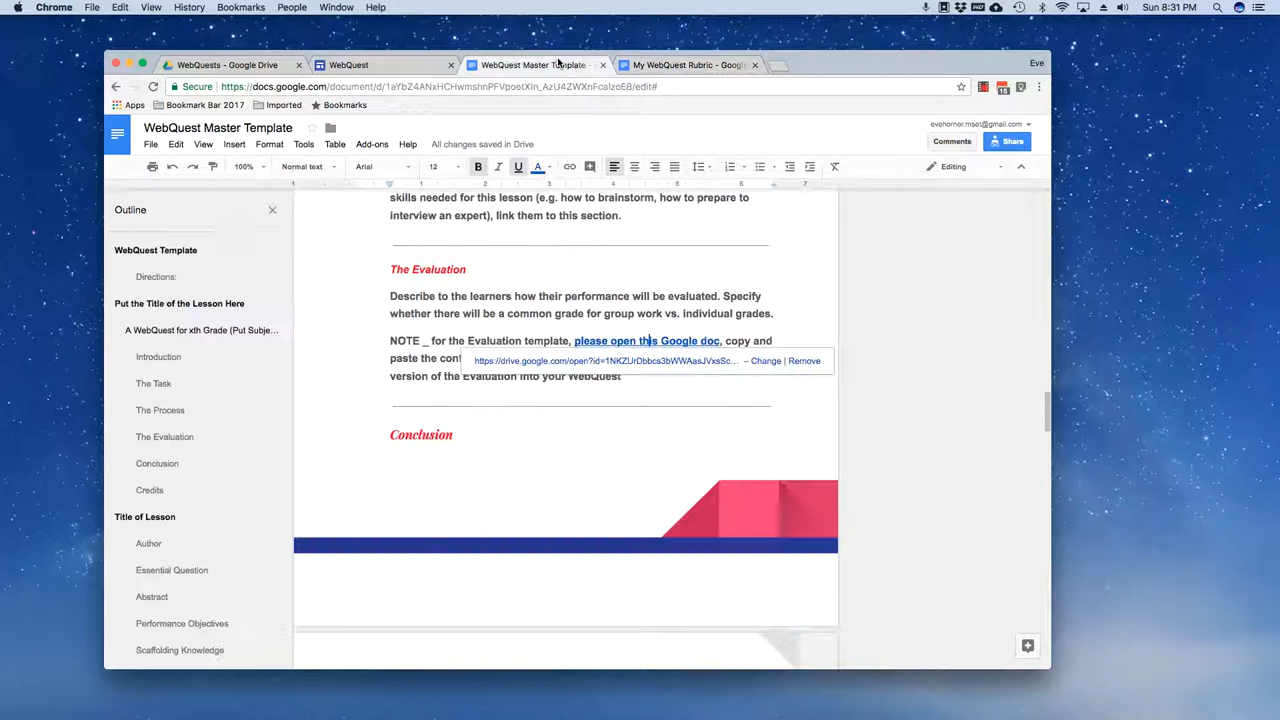 Chrome File Edit View History Bookmarks People Window Help Sun 8:31 PM
WebQuests - Google Drive WebQuest WebQuest Master Template - My WebQuest Rubric - Google Eve
Secure https://docs.google.com/document/d/
Apps Bookmark Bar 2017 Imported Bookmarks
WebQuest Master Template evehorner.mset@gmail.com
File Edit View Insert Format Tools Table Add-ons Help All changes saved in Drive Comments Share
100% Normal text Arial 12 B I U A Editing
1 1 2 3 4 5 6 7
Outline
WebQuest Template
Directions:
Put the Title of the Lesson Here
A WebQuest for xth Grade (Put Subje...
Introduction
The Task
The Process
The Evaluation
Conclusion
Credits
Title of Lesson
Author
Essential Question
Abstract
Performance Objectives
Scaffolding Knowledge
skills needed for this lesson (e.g. how to brainstorm, how to prepare to
interview an expert), link them to this section.
The Evaluation
Describe to the learners how their performance will be evaluated. Specify
whether there will be a common grade for group work vs. individual grades.
NOTE _ for the Evaluation template, please open this Google doc, copy and
paste the cont
https://drive.google.com/open?id=1NKZUrDbbcs3bWWAasJVxsSc... – Change | Remove
version of the Evaluation into your WebQuest
Conclusion